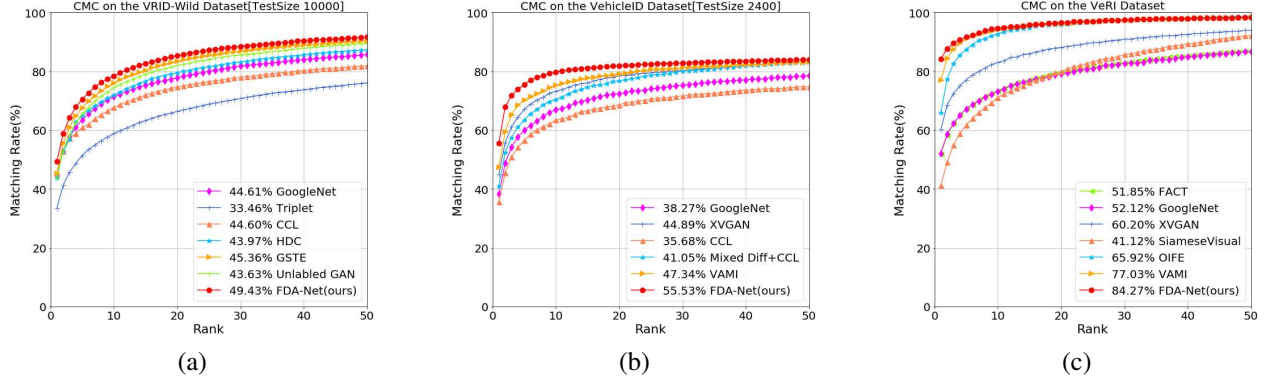 CMC on the VRID-Wild Dataset[TestSize 10000]
Matching Rate(%)
100
80
60
40
20
0
44.61% GoogleNet
33.46% Triplet
44.60% CCL
43.97% HDC
45.36% GSTE
43.63% Unlabled GAN
49.43% FDA-Net(ours)
0 10 20 30 40 50
Rank
(a)
CMC on the VehicleID Dataset[TestSize 2400]
Matching Rate(%)
100
80
60
40
20
0
38.27% GoogleNet
44.89% XVGAN
35.68% CCL
41.05% Mixed Diff+CCL
47.34% VAMI
55.53% FDA-Net(ours)
0 10 20 30 40 50
Rank
(b)
CMC on the VeRI Dataset
Matching Rate(%)
100
80
60
40
20
0
51.85% FACT
52.12% GoogleNet
60.20% XVGAN
41.12% SiameseVisual
65.92% OIFE
77.03% VAMI
84.27% FDA-Net(ours)
0 10 20 30 40 50
Rank
(c)